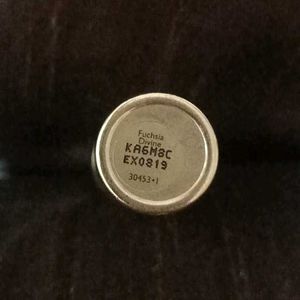 Fuchsia
Divine
KA6M8C
EX0819
30453-1